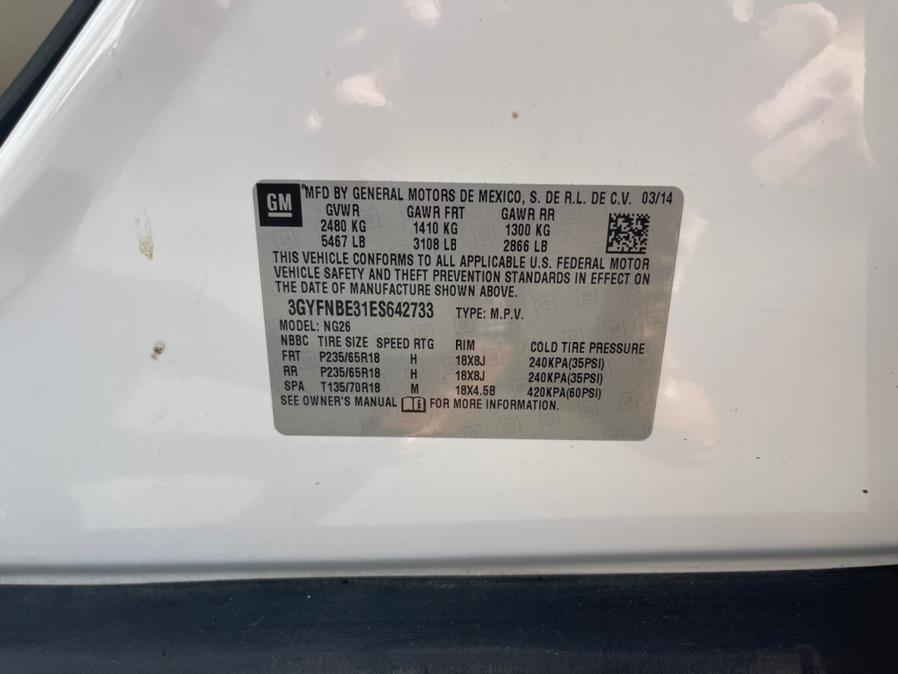 GM MFD BY GENERAL MOTORS DE MEXICO, S. DE R.L. DE C.V. 03/14
GVWR GAWR FRT GAWR RR
2480 KG 1410 KG 1300 KG
5467 LB 3108 LB 2866 LB
THIS VEHICLE CONFORMS TO ALL APPLICABLE U.S. FEDERAL MOTOR
VEHICLE SAFETY AND THEFT PREVENTION STANDARDS IN EFFECT ON
THE DATE OF MANUFACTURE SHOWN ABOVE.
3GYFNBE31ES642733 TYPE: M.P.V.
MODEL: NG26
NBBC TIRE SIZE SPEED RTG RIM COLD TIRE PRESSURE
FRT P235/65R18 H 18X8J 240KPA(35PSI)
RR P235/65R18 H 18X8J 240KPA(35PSI)
SPA T135/70R18 M 18X4.5B 420KPA(60PSI)
SEE OWNER'S MANUAL FOR MORE INFORMATION.